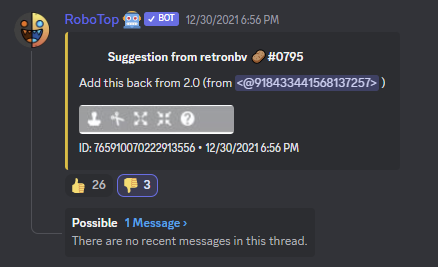 RoboTop 🤖 ✓ BOT 12/30/2021 6:56 PM
Suggestion from retronbv 🥔 #0795
Add this back from 2.0 (from <@918433441568137257> )
ID: 765910070222913556 • 12/30/2021 6:56 PM
👍 26 👎 3
Possible 1 Message ›
There are no recent messages in this thread.